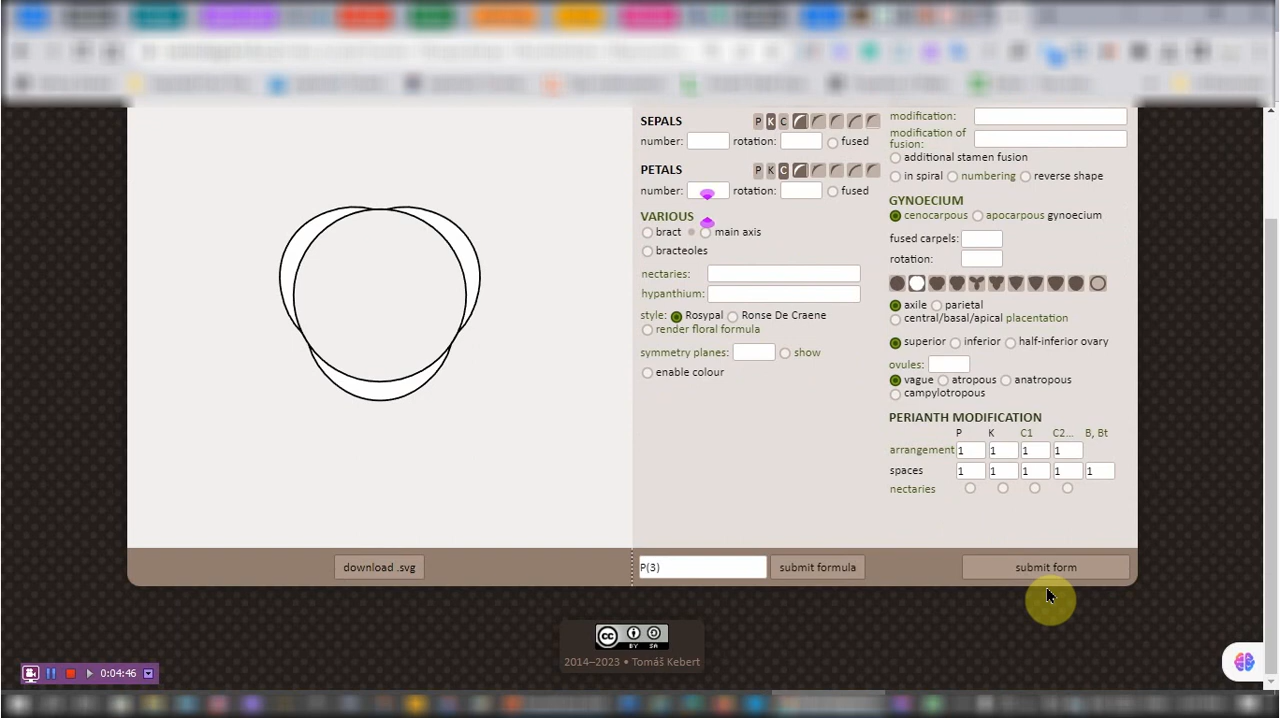 SEPALS P K C
number: rotation: fused
PETALS P K C
number: rotation: fused
VARIOUS
bract main axis
bracteoles
nectaries:
hypanthium:
style: Rosypal Ronse De Craene
render floral formula
symmetry planes: show
enable colour
modification:
modification of
fusion:
additional stamen fusion
in spiral numbering reverse shape
GYNOECIUM
cenocarpous apocarpous gynoecium
fused carpels:
rotation:
axile parietal
central/basal/apical placentation
superior inferior half-inferior ovary
ovules:
vague atropous anatropous
campylotropous
PERIANTH MODIFICATION
P K C1 C2... B, Bt
arrangement 1 1 1 1
spaces 1 1 1 1 1
nectaries
download .svg P(3) submit formula submit form
cc BY SA
2014–2023 • Tomáš Kebert
0:04:46